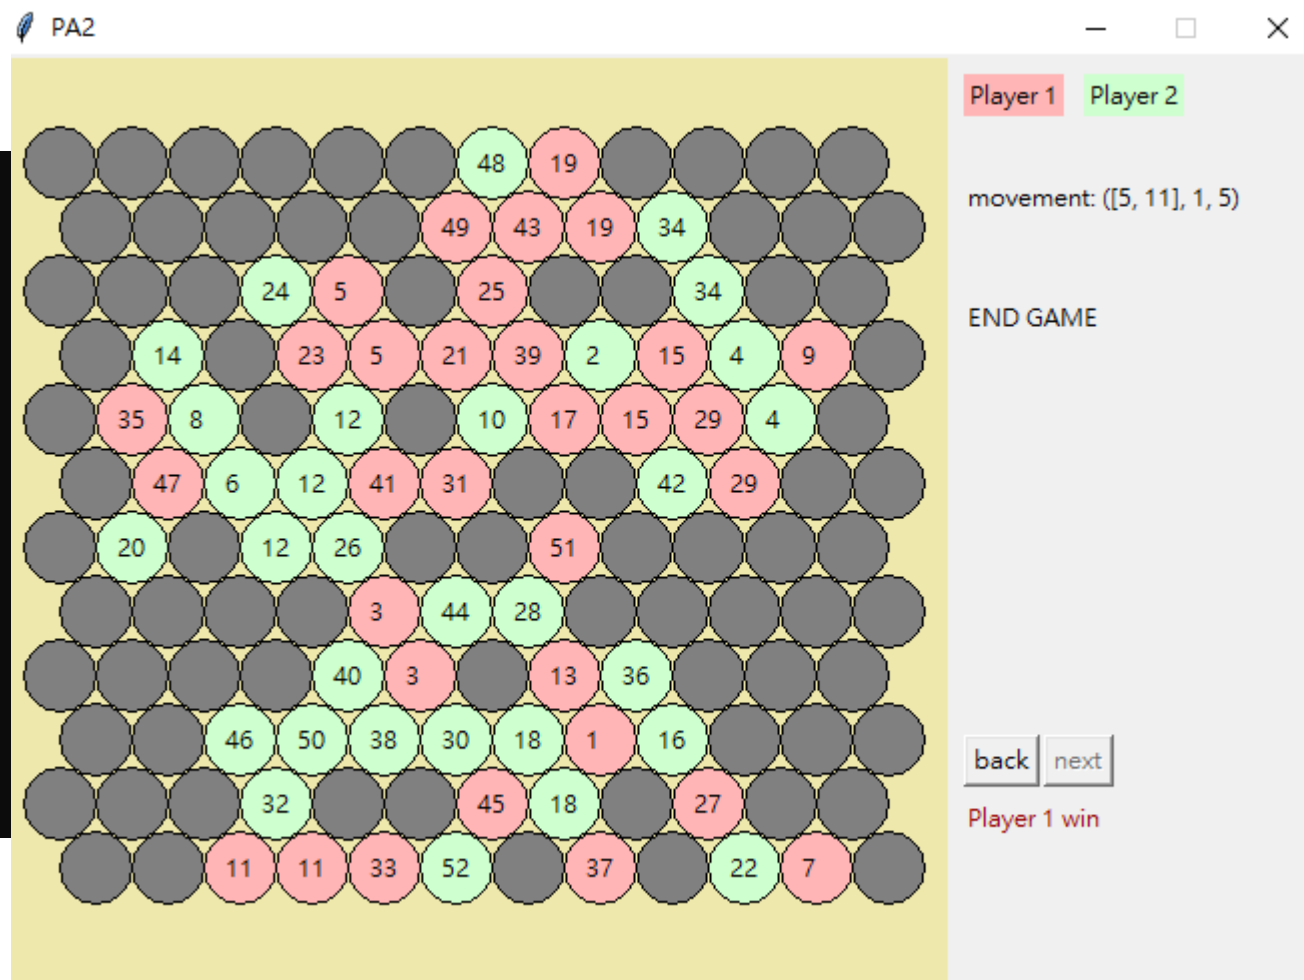 PA2
Player 1 Player 2
48 19
movement: ([5, 11], 1, 5)
49 43 19 34
24 5 25 34
END GAME
14 23 5 21 39 2 15 4 9
35 8 12 10 17 15 29 4
47 6 12 41 31 42 29
20 12 26 51
3 44 28
40 3 13 36
46 50 38 30 18 1 16
back next
32 45 18 27
Player 1 win
11 11 33 52 37 22 7